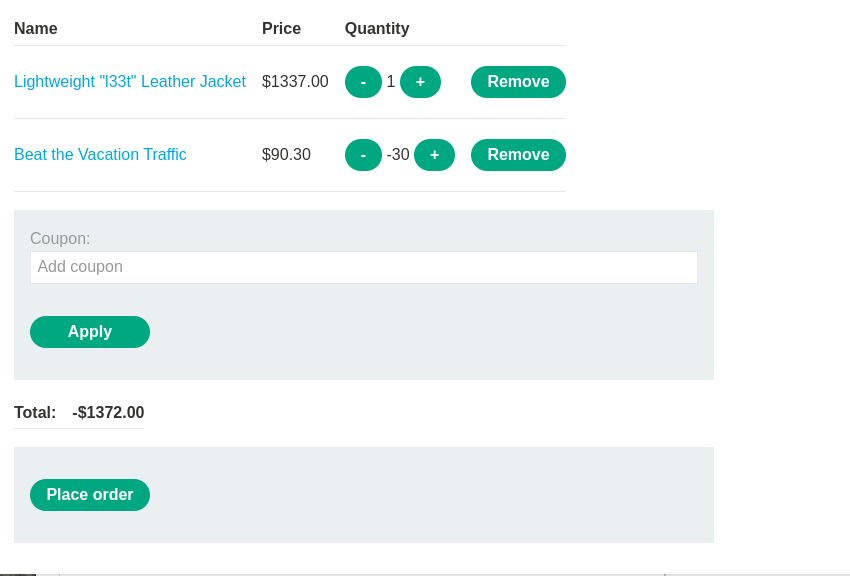 Name Price Quantity
Lightweight "l33t" Leather Jacket $1337.00 - 1 + Remove
Beat the Vacation Traffic $90.30 - -30 + Remove
Coupon:
Add coupon
Apply
Total: -$1372.00
Place order